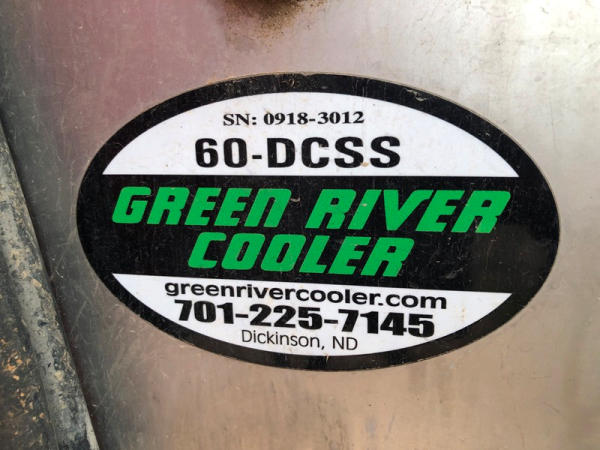 SN: 0918-3012
60-DCSS
GREEN RIVER
COOLER
greenrivercooler.com
701-225-7145
Dickinson, ND